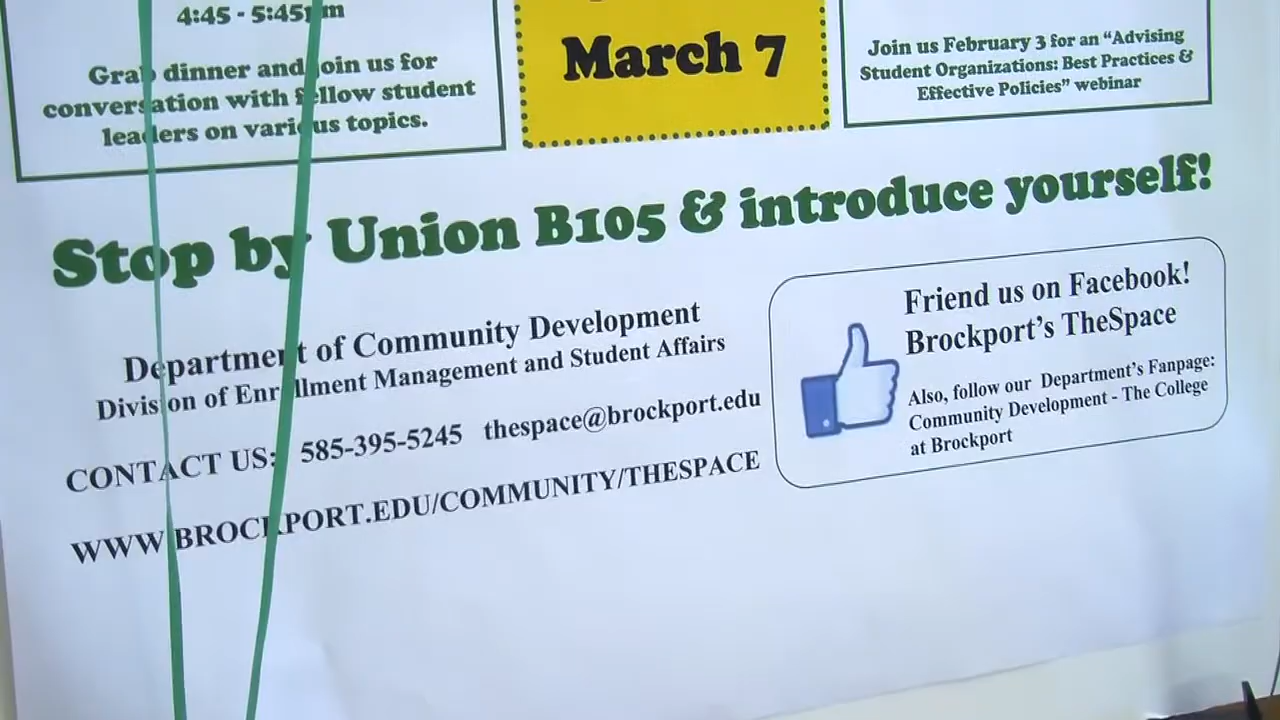 4:45 - 5:45pm
Grab dinner and join us for
conversation with fellow student
leaders on various topics.
March 7
Join us February 3 for an “Advising
Student Organizations: Best Practices &
Effective Policies” webinar
Stop by Union B105 & introduce yourself!
Department of Community Development
Division of Enrollment Management and Student Affairs
CONTACT US: 585-395-5245 thespace@brockport.edu
WWW.BROCKPORT.EDU/COMMUNITY/THESPACE
Friend us on Facebook!
Brockport’s TheSpace
Also, follow our Department’s Fanpage:
Community Development - The College
at Brockport